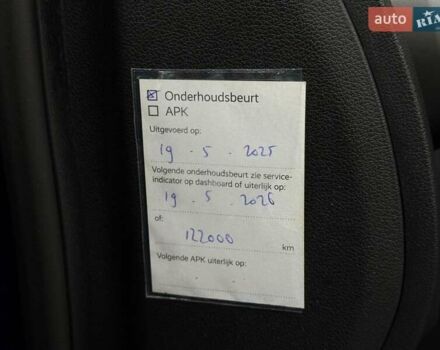 auto RIA
Onderhoudsbeurt
APK
Uitgevoerd op:
19 - 5 - 2025
Volgende onderhoudsbeurt zie service-
indicator op dashboard of uiterlijk op:
19 - 5 - 2026
of:
122000 km
Volgende APK uiterlijk op:
- -